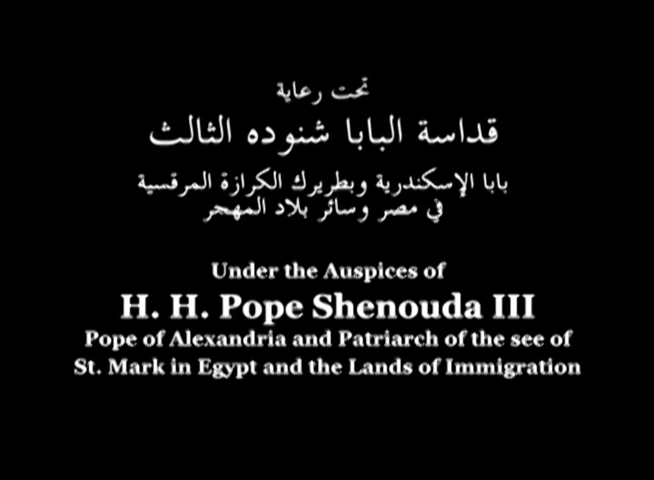 تحت رعاية
قداسة البابا شنوده الثالث
بابا الإسكندرية وبطريرك الكرازة المرقسية
في مصر وسائر بلاد المهجر
Under the Auspices of
H. H. Pope Shenouda III
Pope of Alexandria and Patriarch of the see of
St. Mark in Egypt and the Lands of Immigration